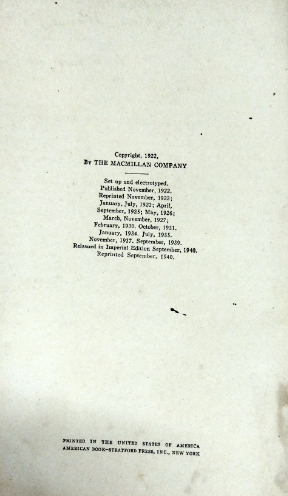 Copyright, 1922,
By THE MACMILLAN COMPANY
Set up and electrotyped.
Published November, 1922.
Reprinted November, 1922;
January, July, 1923; April,
September, 1925; May, 1926;
March, November, 1927;
February, 1931. October, 1931.
January, 1934. July, 1935.
November, 1937. September, 1939.
Reissued in Imperial Edition September, 1940.
Reprinted September, 1940.
PRINTED IN THE UNITED STATES OF AMERICA
AMERICAN BOOK—STRATFORD PRESS, INC., NEW YORK